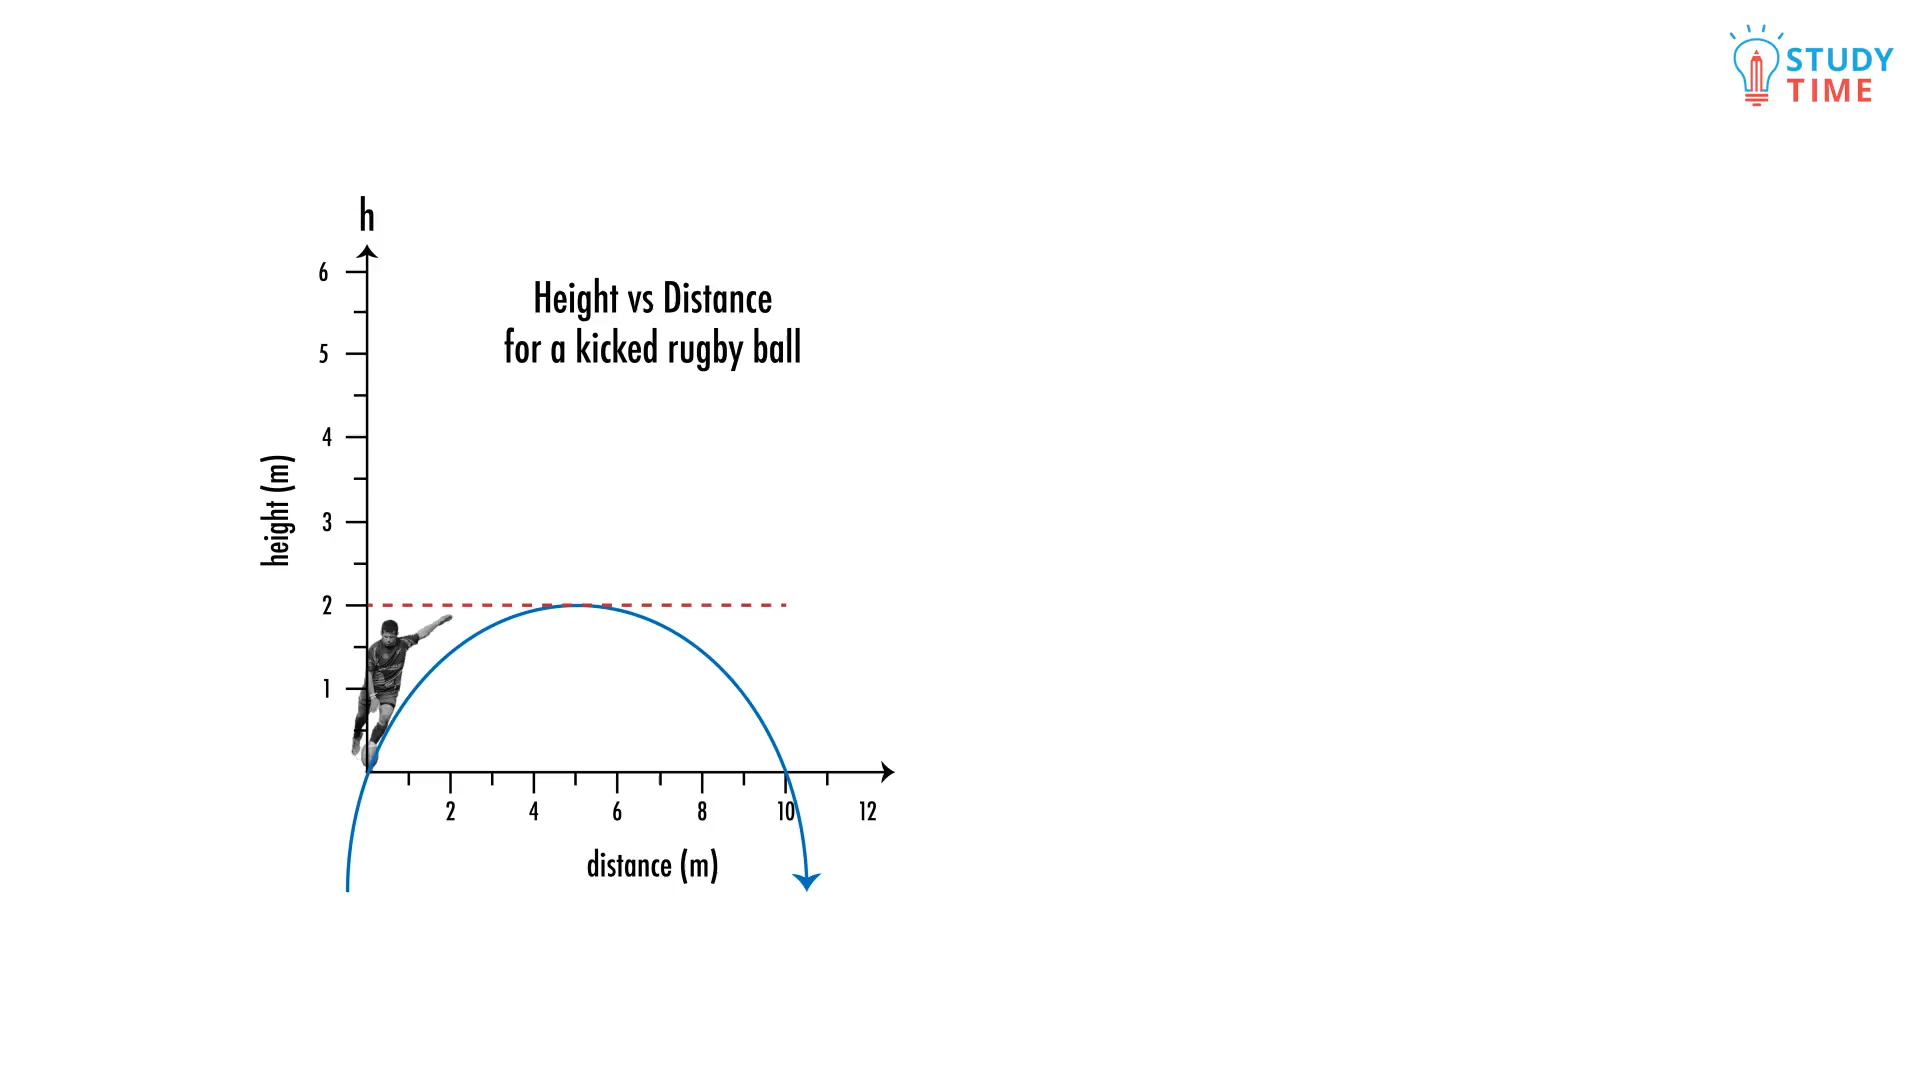 STUDY
TIME
h
Height vs Distance
for a kicked rugby ball
6
5
4
3
2
1
height (m)
2 4 6 8 10 12
distance (m)